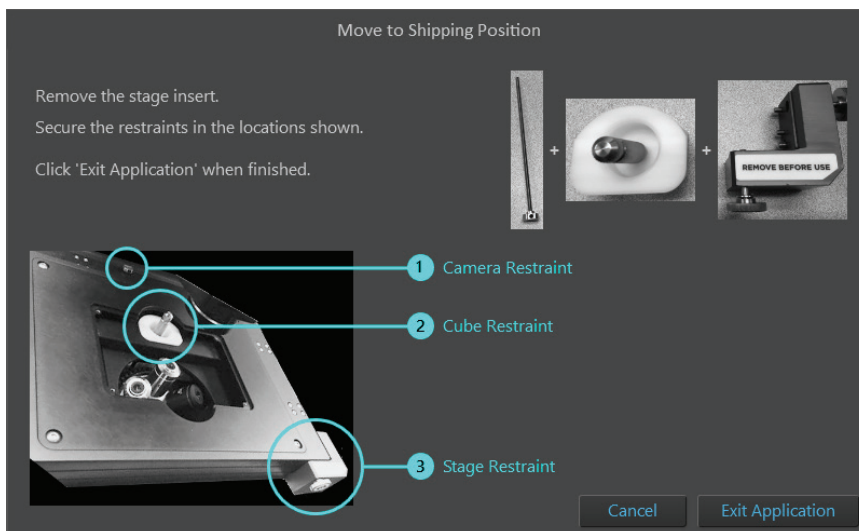 Move to Shipping Position
Remove the stage insert.
Secure the restraints in the locations shown.
Click 'Exit Application' when finished.
+
+
REMOVE BEFORE USE
1 Camera Restraint
2 Cube Restraint
3 Stage Restraint
Cancel
Exit Application